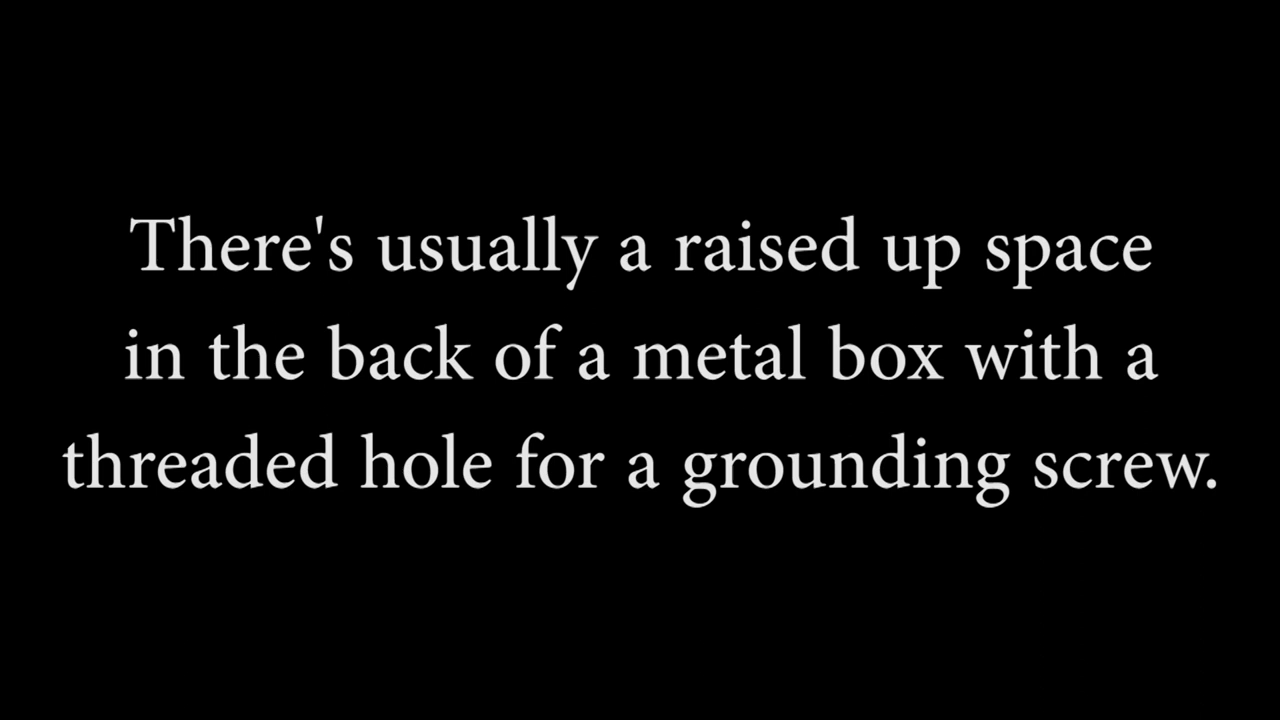 There's usually a raised up space
in the back of a metal box with a
threaded hole for a grounding screw.